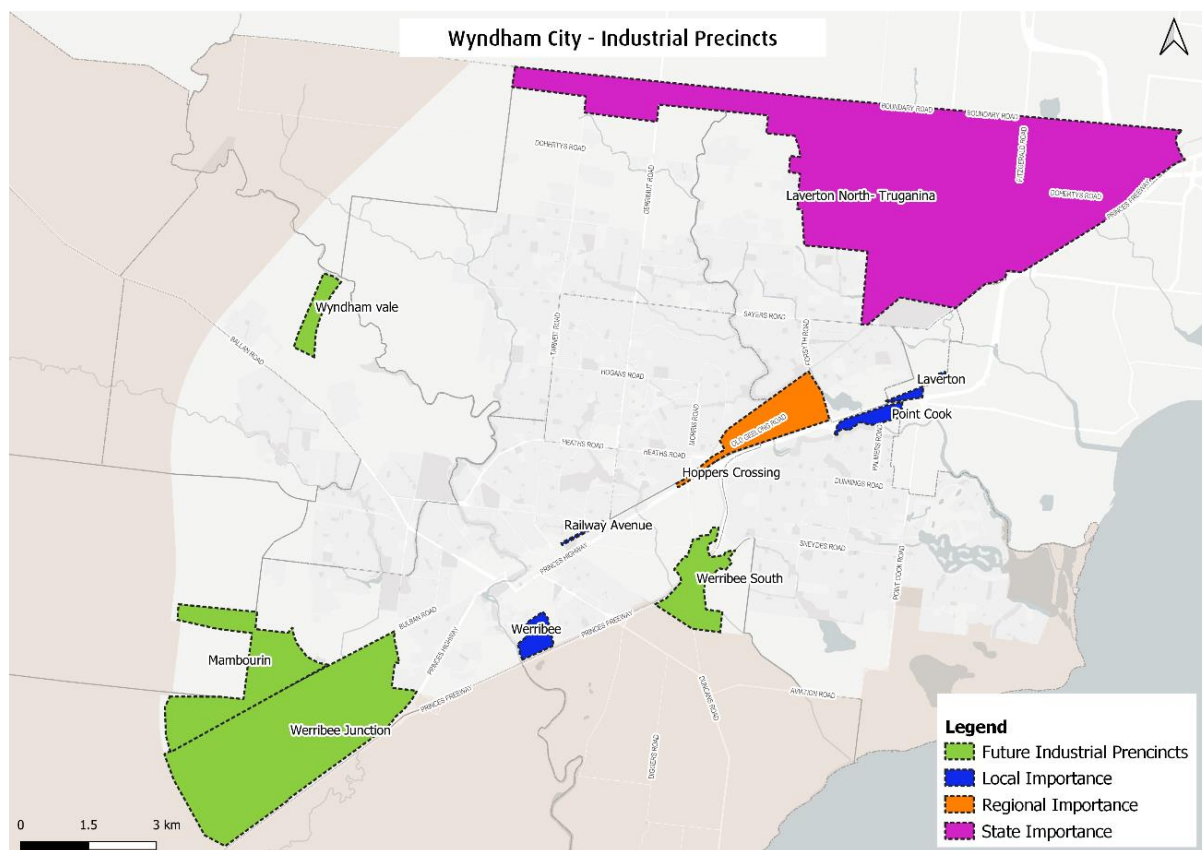 Wyndham City - Industrial Precincts
BOUNDARY ROAD
BOUNDARY ROAD
DOHERTYS ROAD
DERRIMUT ROAD
FITZGERALD ROAD
DOHERTYS ROAD
PRINCES FREEWAY
Laverton North- Truganina
Wyndham vale
SAYERS ROAD
FORSYTH ROAD
TARNEIT ROAD
BALLAN ROAD
HOGANS ROAD
MORRIS ROAD
Laverton
Point Cook
OLD GEELONG ROAD
HEATHS ROAD
HEATHS ROAD
PALMERS ROAD
Hoppers Crossing
DUNNINGS ROAD
Railway Avenue
PRINCES HIGHWAY
SNEYDES ROAD
POINT COOK ROAD
Werribee South
BULBAN ROAD
PRINCES HIGHWAY
Werribee
PRINCES FREEWAY
Mambourin
DUNCANS ROAD
AVIATION ROAD
PRINCES FREEWAY
Werribee Junction
DIGGERS ROAD
Legend
Future Industrial Prencincts
Local Importance
Regional Importance
State Importance
0 1.5 3 km